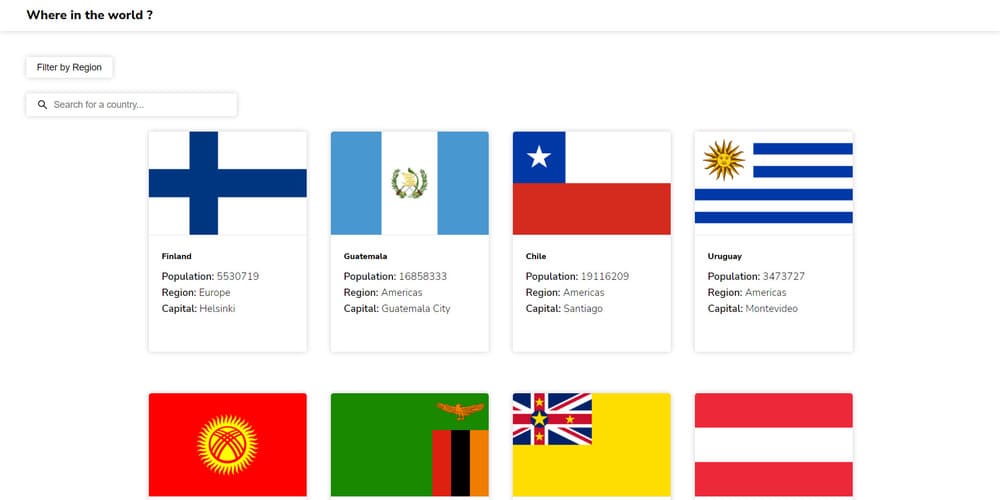 Where in the world ?
Filter by Region
Search for a country...
Finland
Population: 5530719
Region: Europe
Capital: Helsinki
Guatemala
Population: 16858333
Region: Americas
Capital: Guatemala City
Chile
Population: 19116209
Region: Americas
Capital: Santiago
Uruguay
Population: 3473727
Region: Americas
Capital: Montevideo